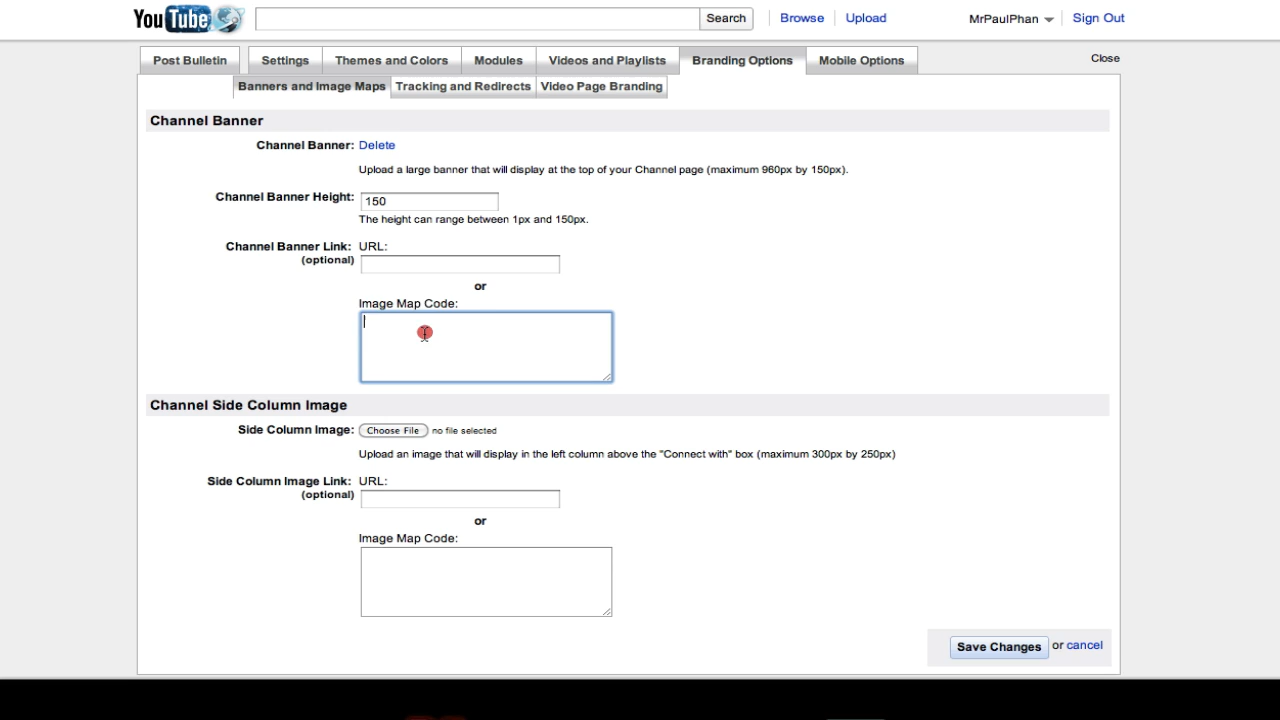 YouTube Search Browse Upload MrPaulPhan Sign Out
Post Bulletin Settings Themes and Colors Modules Videos and Playlists Branding Options Mobile Options Close
Banners and Image Maps Tracking and Redirects Video Page Branding
Channel Banner
Channel Banner: Delete
Upload a large banner that will display at the top of your Channel page (maximum 960px by 150px).
Channel Banner Height: 150
The height can range between 1px and 150px.
Channel Banner Link: URL:
(optional)
or
Image Map Code:
Channel Side Column Image
Side Column Image: Choose File no file selected
Upload an image that will display in the left column above the "Connect with" box (maximum 300px by 250px)
Side Column Image Link: URL:
(optional)
or
Image Map Code:
Save Changes or cancel